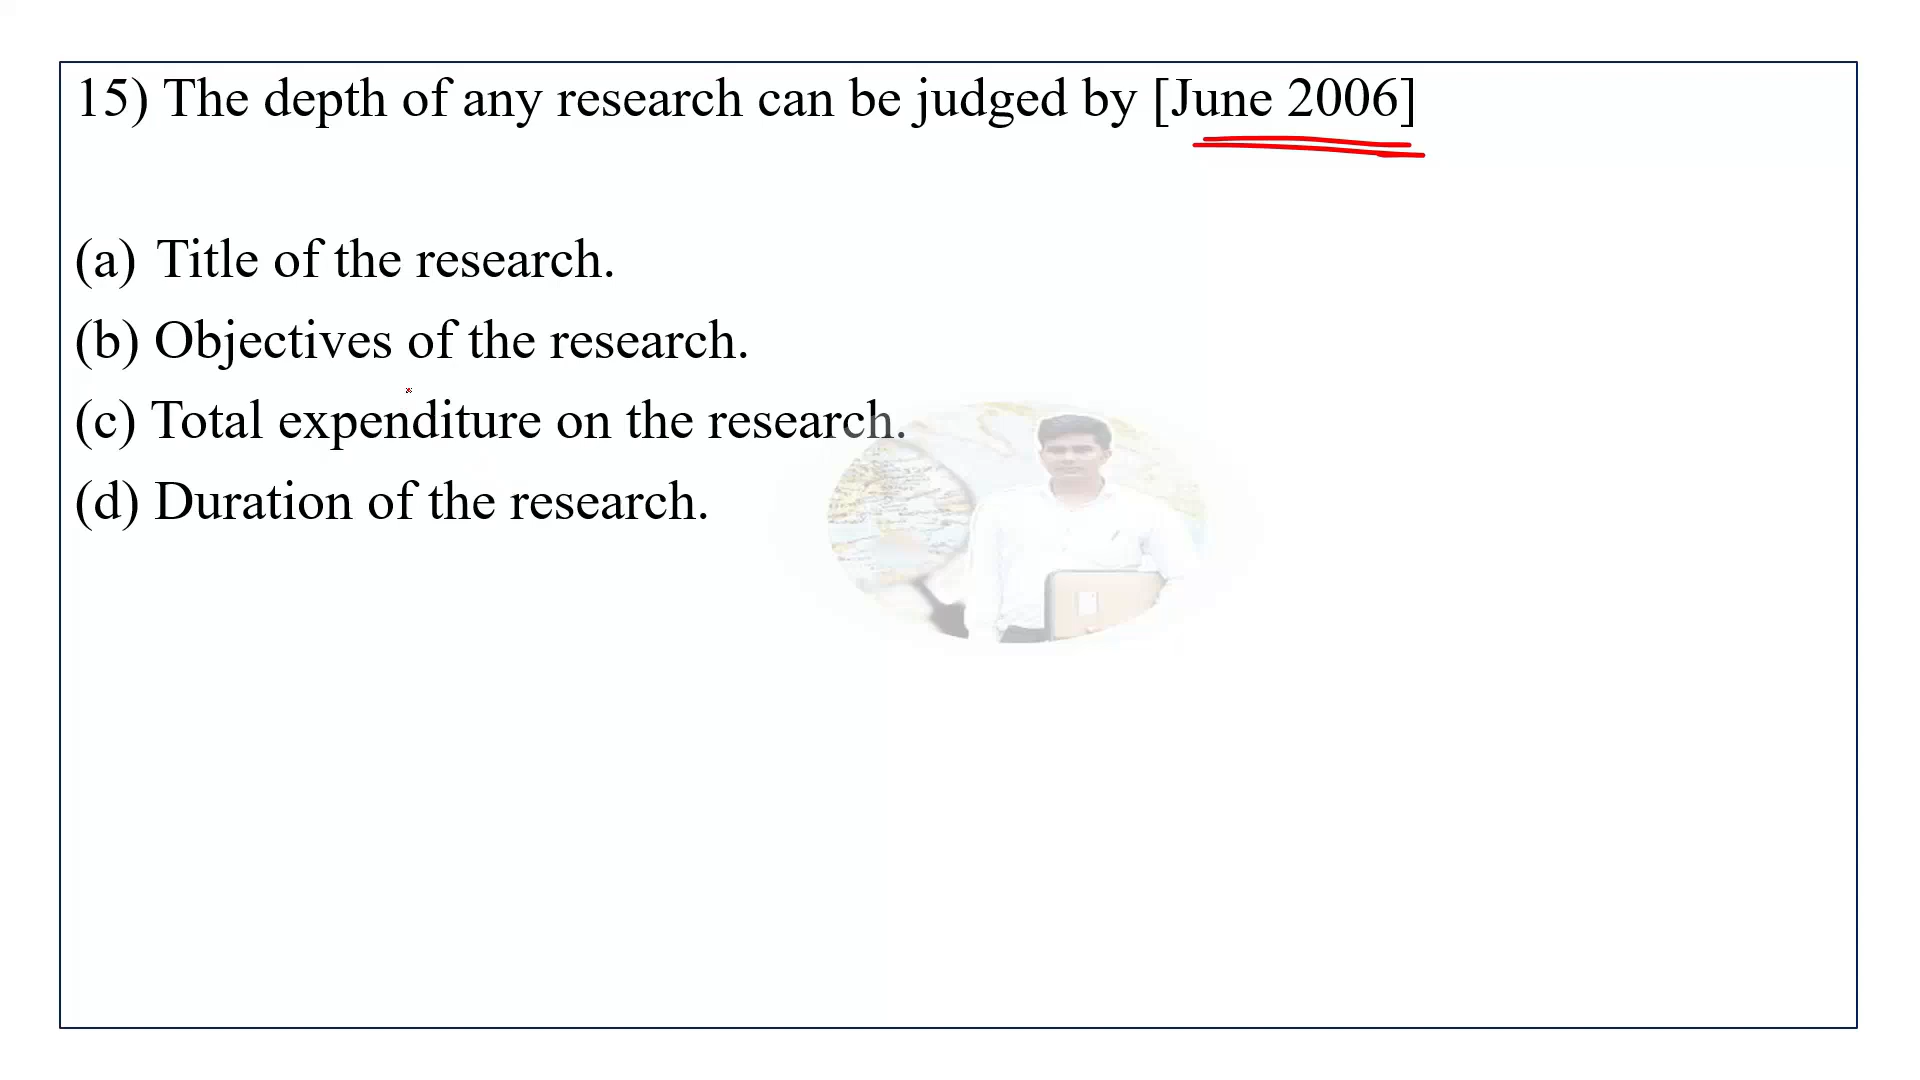 15) The depth of any research can be judged by [June 2006]
(a) Title of the research.
(b) Objectives of the research.
(c) Total expenditure on the research.
(d) Duration of the research.